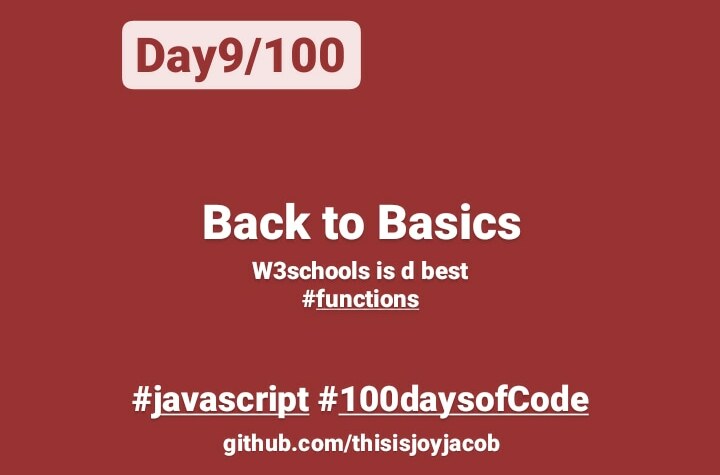 Day9/100
Back to Basics
W3schools is d best
#functions
#javascript #100daysofCode
github.com/thisisjoyjacob